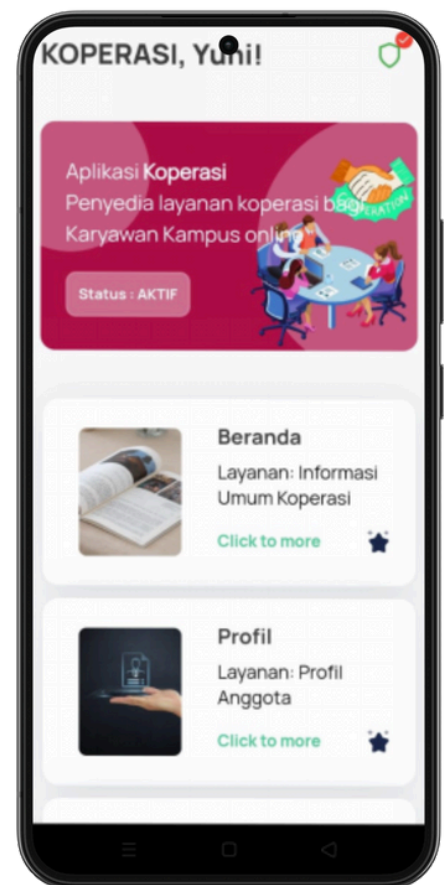 KOPERASI, Yuni!
Aplikasi Koperasi
Penyedia layanan koperasi bagi
Karyawan Kampus online
Status : AKTIF
Beranda
Layanan: Informasi
Umum Koperasi
Click to more
Profil
Layanan: Profil
Anggota
Click to more